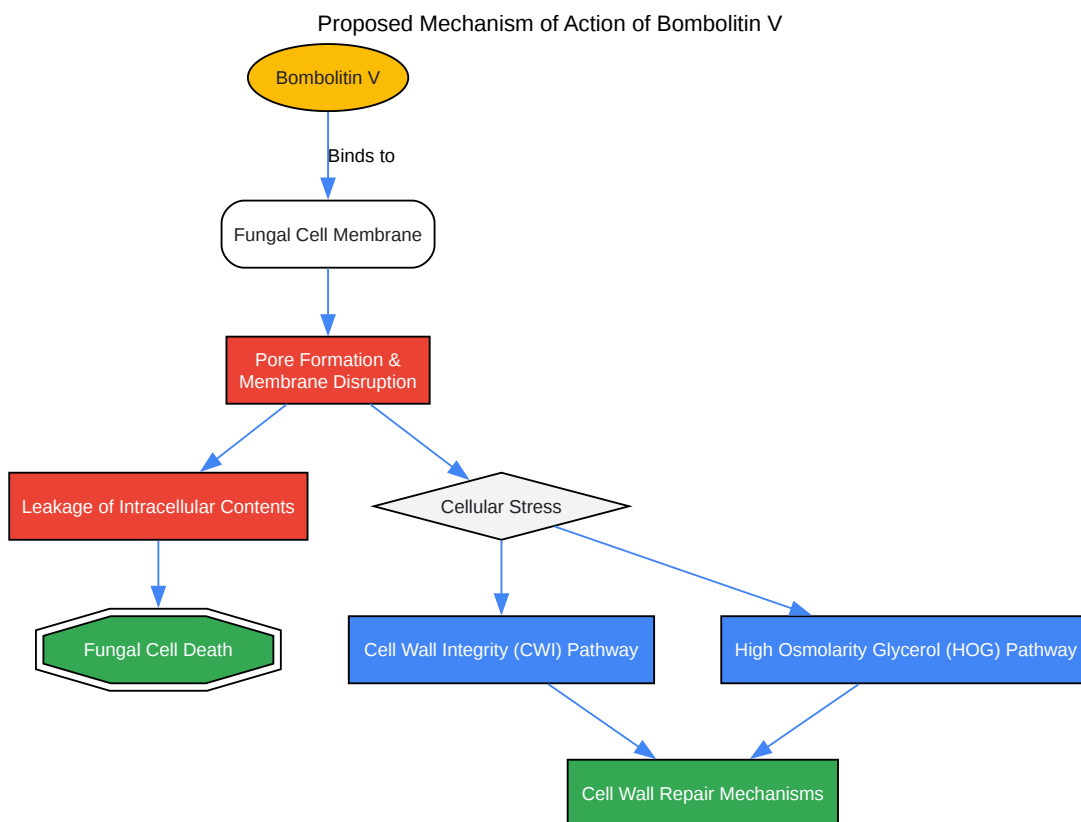 Proposed Mechanism of Action of Bombolitin V
Bombolitin V
Binds to
Fungal Cell Membrane
Pore Formation &
Membrane Disruption
Leakage of Intracellular Contents
Cellular Stress
Fungal Cell Death
Cell Wall Integrity (CWI) Pathway
High Osmolarity Glycerol (HOG) Pathway
Cell Wall Repair Mechanisms